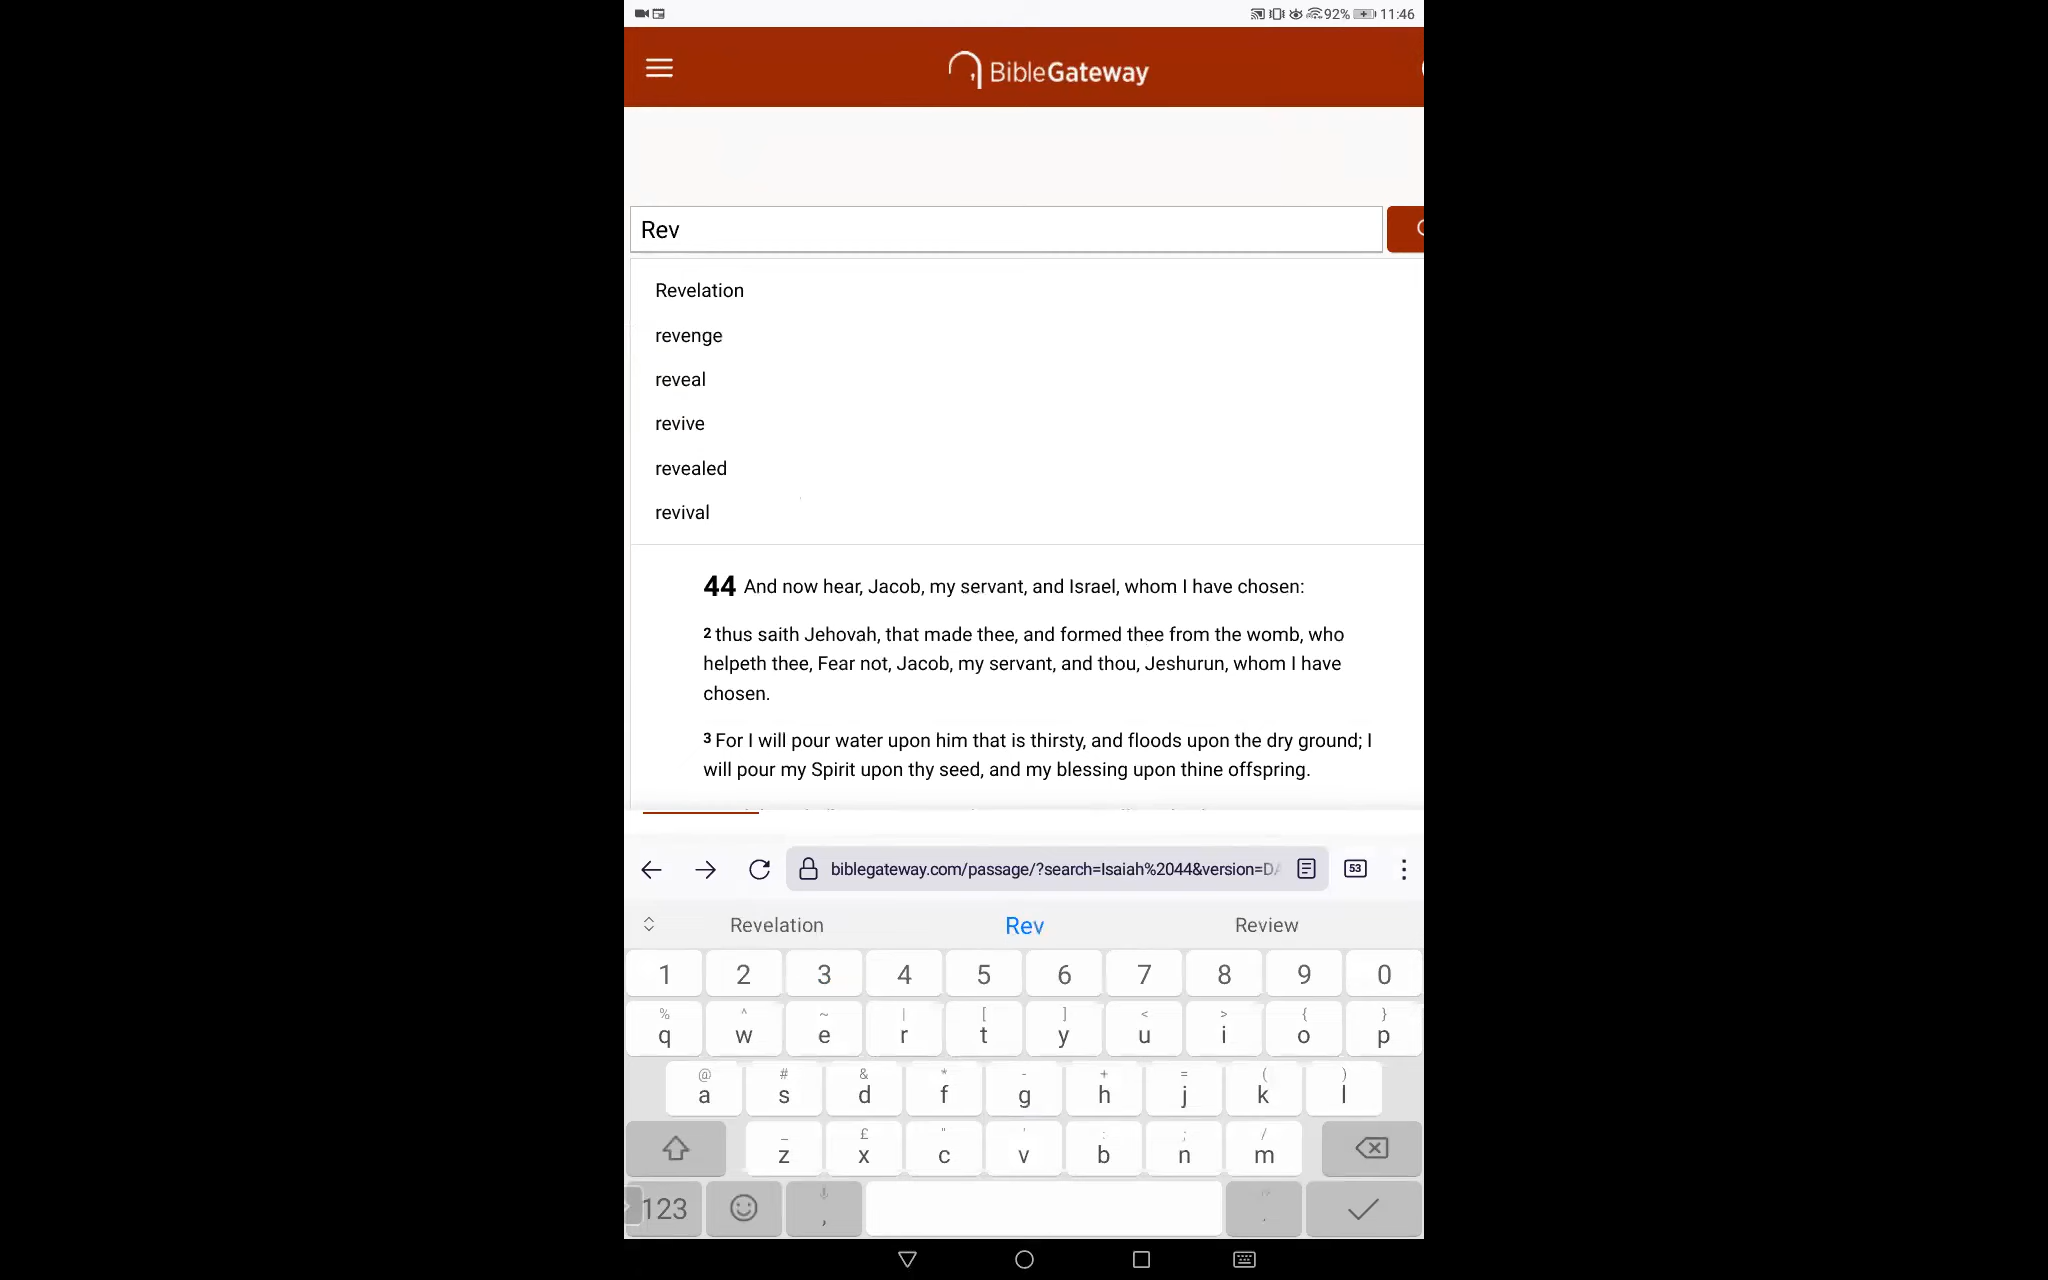 92% 11:46
BibleGateway
Rev
Revelation
revenge
reveal
revive
revealed
revival
44 And now hear, Jacob, my servant, and Israel, whom I have chosen:
2 thus saith Jehovah, that made thee, and formed thee from the womb, who
helpeth thee, Fear not, Jacob, my servant, and thou, Jeshurun, whom I have
chosen.
3 For I will pour water upon him that is thirsty, and floods upon the dry ground; I
will pour my Spirit upon thy seed, and my blessing upon thine offspring.
biblegateway.com/passage/?search=Isaiah%2044&version=DA
53
Revelation Rev Review
1 2 3 4 5 6 7 8 9 0
% ^ ~ | [ ] < > { }
q w e r t y u i o p
@ # & * - + = ( )
a s d f g h j k l
_ £ " ' : ; /
z x c v b n m
123 , .